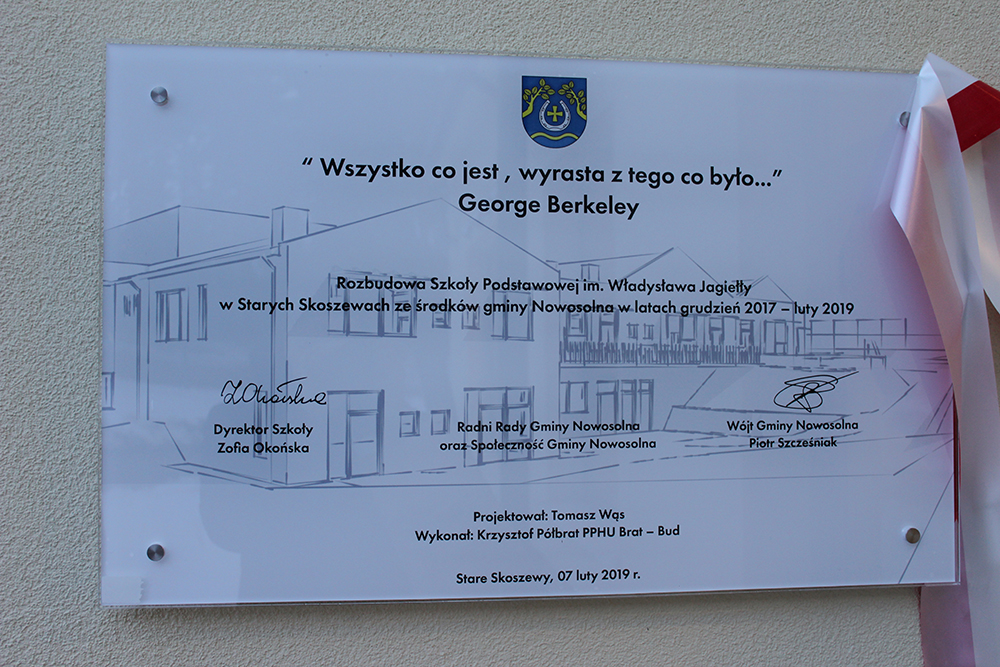 “ Wszystko co jest , wyrasta z tego co było...”
George Berkeley
Rozbudowa Szkoły Podstawowej im. Władysława Jagiełły
w Starych Skoszewach ze środków gminy Nowosolna w latach grudzień 2017 – luty 2019
ZOkońska
Dyrektor Szkoły
Zofia Okońska
Radni Rady Gminy Nowosolna
oraz Społeczność Gminy Nowosolna
Wójt Gminy Nowosolna
Piotr Szcześniak
Projektował: Tomasz Wąs
Wykonał: Krzysztof Półbrat PPHU Brat – Bud
Stare Skoszewy, 07 luty 2019 r.